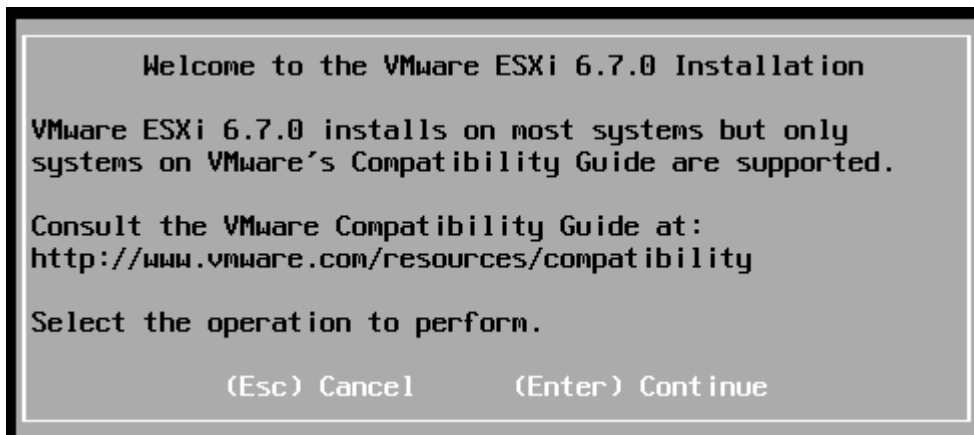 Welcome to the VMware ESXi 6.7.0 Installation
VMware ESXi 6.7.0 installs on most systems but only
systems on VMware's Compatibility Guide are supported.
Consult the VMware Compatibility Guide at:
http://www.vmware.com/resources/compatibility
Select the operation to perform.
(Esc) Cancel (Enter) Continue